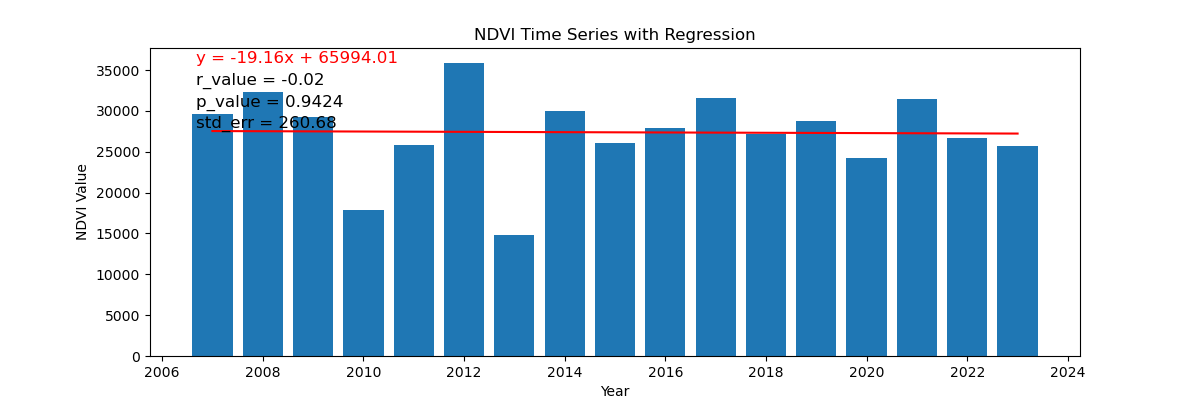 NDVI Time Series with Regression
y = -19.16x + 65994.01
r_value = -0.02
p_value = 0.9424
std_err = 260.68
NDVI Value
35000
30000
25000
20000
15000
10000
5000
0
2006 2008 2010 2012 2014 2016 2018 2020 2022 2024
Year